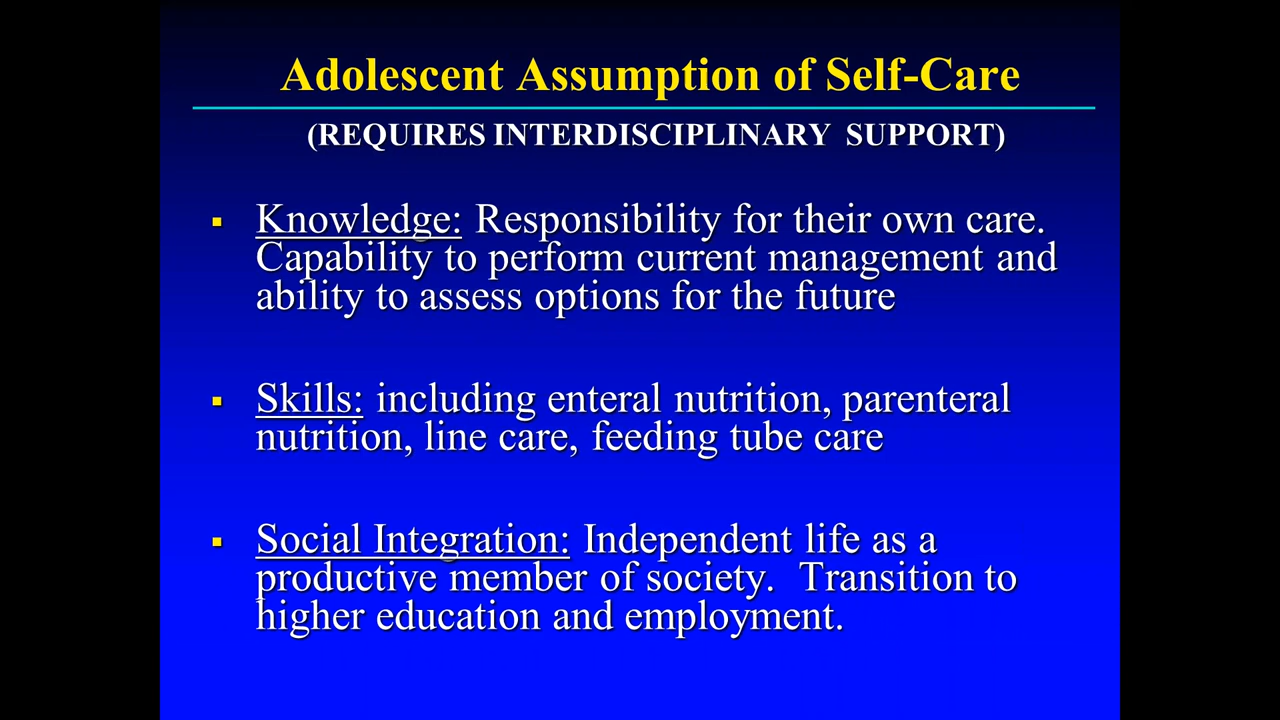 Adolescent Assumption of Self-Care
(REQUIRES INTERDISCIPLINARY SUPPORT)
▪ Knowledge: Responsibility for their own care.
Capability to perform current management and
ability to assess options for the future
▪ Skills: including enteral nutrition, parenteral
nutrition, line care, feeding tube care
▪ Social Integration: Independent life as a
productive member of society.  Transition to
higher education and employment.